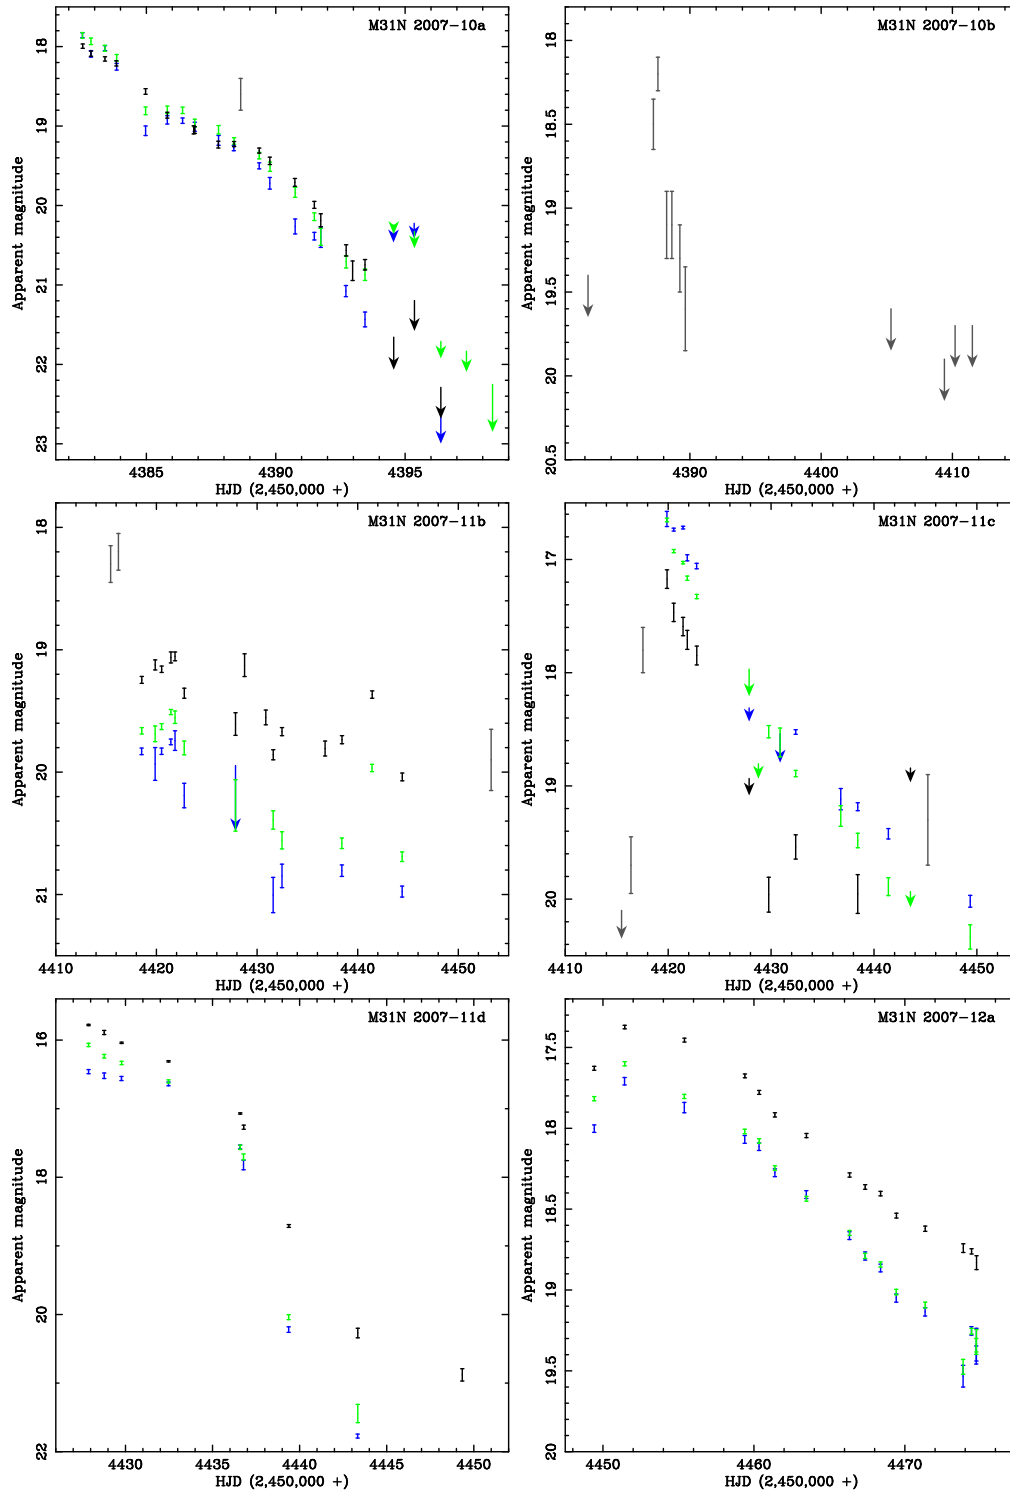 M31N 2007-10a
18
19
20
21
22
23
Apparent magnitude
4385 4390 4395
HJD (2,450,000 +)
M31N 2007-10b
18
18.5
19
19.5
20
20.5
Apparent magnitude
4390 4400 4410
HJD (2,450,000 +)
M31N 2007-11b
18
19
20
21
Apparent magnitude
4410 4420 4430 4440 4450
HJD (2,450,000 +)
M31N 2007-11c
17
18
19
20
Apparent magnitude
4410 4420 4430 4440 4450
HJD (2,450,000 +)
M31N 2007-11d
16
18
20
22
Apparent magnitude
4430 4435 4440 4445 4450
HJD (2,450,000 +)
M31N 2007-12a
17.5
18
18.5
19
19.5
20
Apparent magnitude
4450 4460 4470
HJD (2,450,000 +)